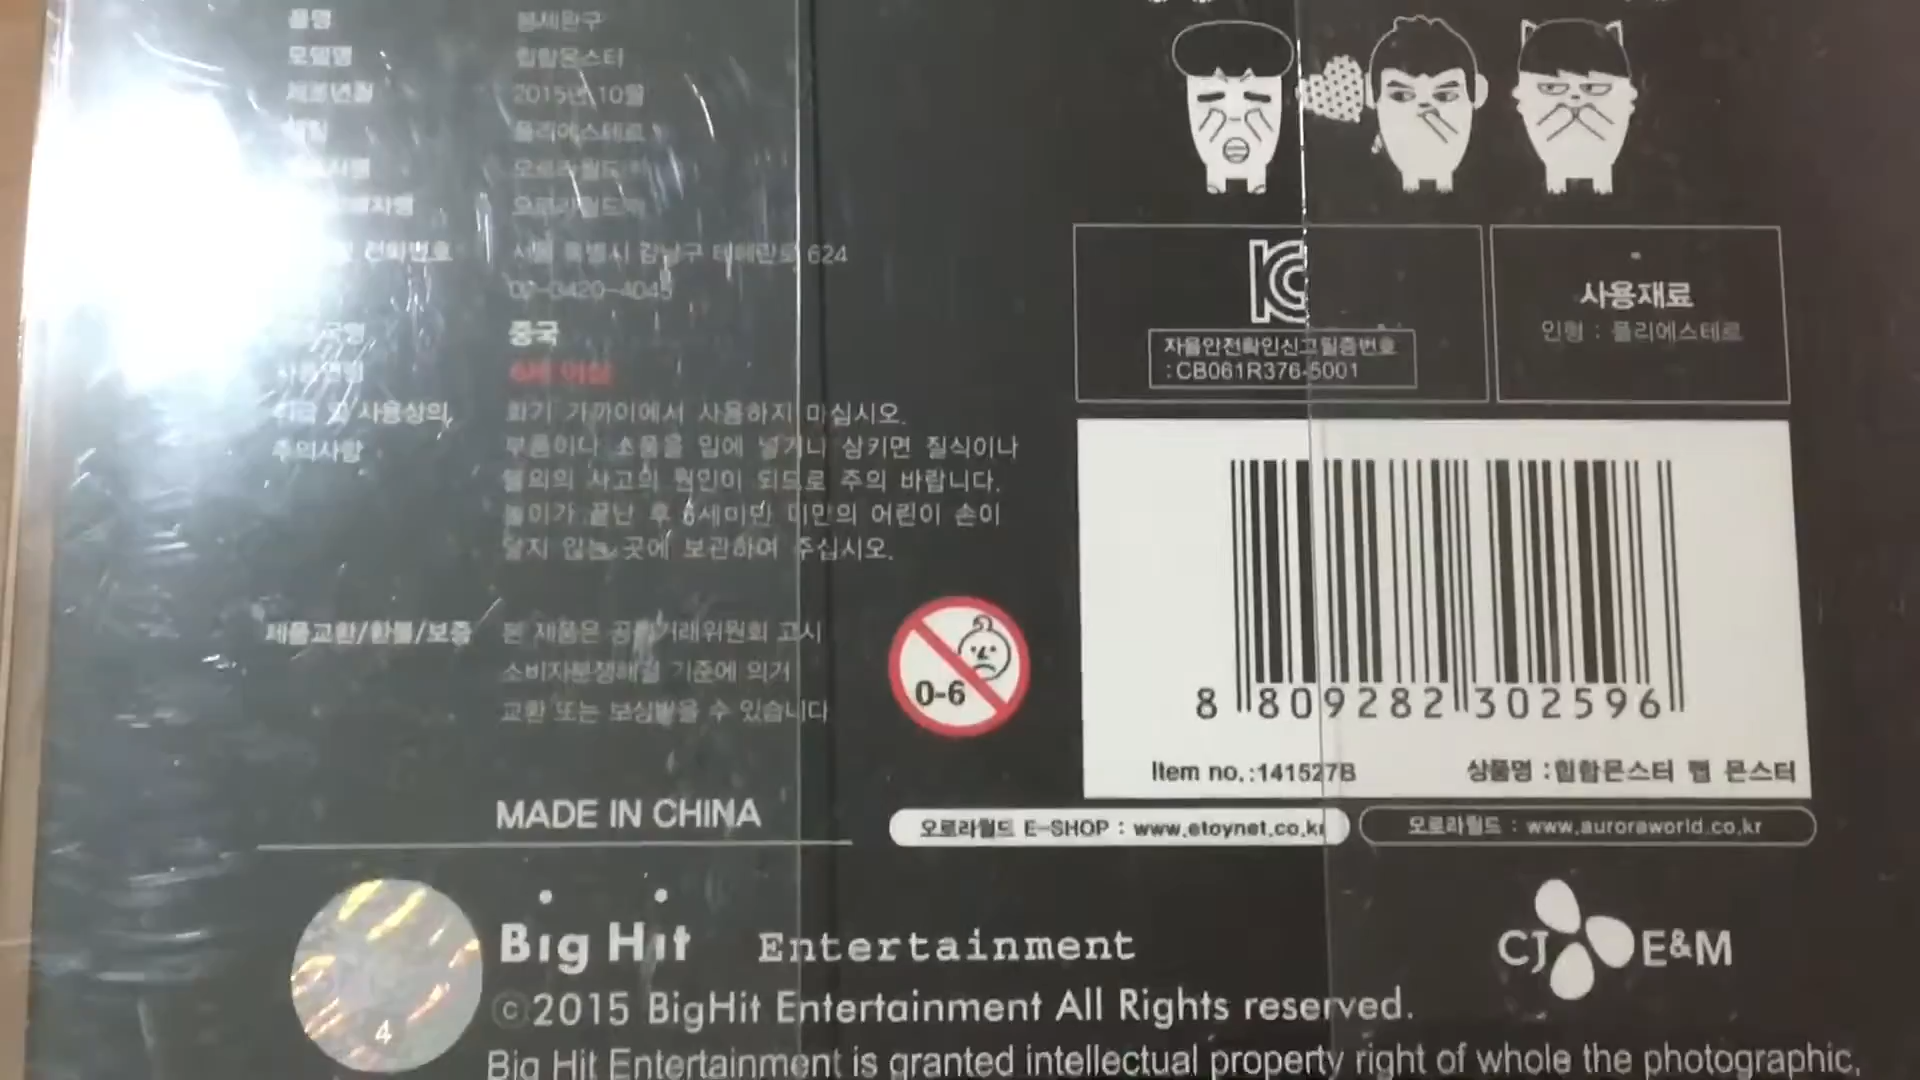 품명 봉제완구
모델명 힙합몬스터
제조년월 2015년 10월
폴리에스테르
오로라월드
오로라월드
전화번호 서울 특별시 강남구 테헤란로 624
02-3420-4045
중국
6세 이상
취급 및 사용상의 화기 가까이에서 사용하지 마십시오.
주의사항 부품이나 소품을 입에 넣거나 삼키면 질식이나
불의의 사고의 원인이 되므로 주의 바랍니다.
놀이가 끝난 후 6세미만 미만의 어린이 손이
닿지 않는 곳에 보관하여 주십시오.
제품교환/환불/보증 본 제품은 공정거래위원회 고시
소비자분쟁해결 기준에 의거
교환 또는 보상받을 수 있습니다
MADE IN CHINA
0-6
자율안전확인신고필증번호
:CB061R376-5001
사용재료
인형 : 폴리에스테르
8 809282 302596
Item no.:141527B 상품명 :힙합몬스터 랩 몬스터
오로라월드 E-SHOP : www.etoynet.co.kr
오로라월드 : www.auroraworld.co.kr
4
Big Hit Entertainment
CJ E&M
ⓒ2015 BigHit Entertainment All Rights reserved.
Big Hit Entertainment is granted intellectual property right of whole the photographic,